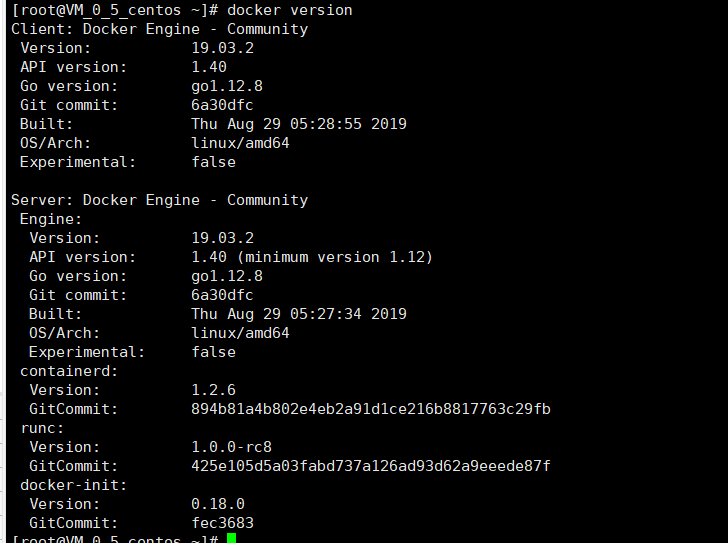 [root@VM_0_5_centos ~]# docker version
Client: Docker Engine - Community
Version: 19.03.2
API version: 1.40
Go version: go1.12.8
Git commit: 6a30dfc
Built: Thu Aug 29 05:28:55 2019
OS/Arch: linux/amd64
Experimental: false
Server: Docker Engine - Community
Engine:
Version: 19.03.2
API version: 1.40 (minimum version 1.12)
Go version: go1.12.8
Git commit: 6a30dfc
Built: Thu Aug 29 05:27:34 2019
OS/Arch: linux/amd64
Experimental: false
containerd:
Version: 1.2.6
GitCommit: 894b81a4b802e4eb2a91d1ce216b8817763c29fb
runc:
Version: 1.0.0-rc8
GitCommit: 425e105d5a03fabd737a126ad93d62a9eeede87f
docker-init:
Version: 0.18.0
GitCommit: fec3683
[root@VM_0_5_centos ~]#